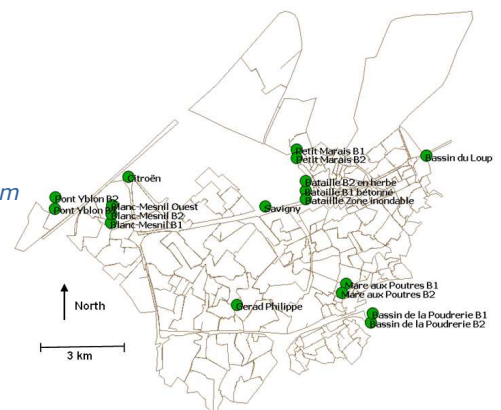 Petit Marais B1
Petit Marais B2
Bassin du Loup
Citroën
Bataille B2 en herbe
Bataille B1 bétonné
Bataille Zone inondable
m
Pont Yblon B2
Pont Yblon
Blanc-Mesnil Ouest
Blanc-Mesnil B2
Blanc-Mesnil B1
Savigny
Mare aux Poutres B1
Mare aux Poutres B2
North
Gerad Philippe
Bassin de la Poudrerie B1
Bassin de la Poudrerie B2
3 km